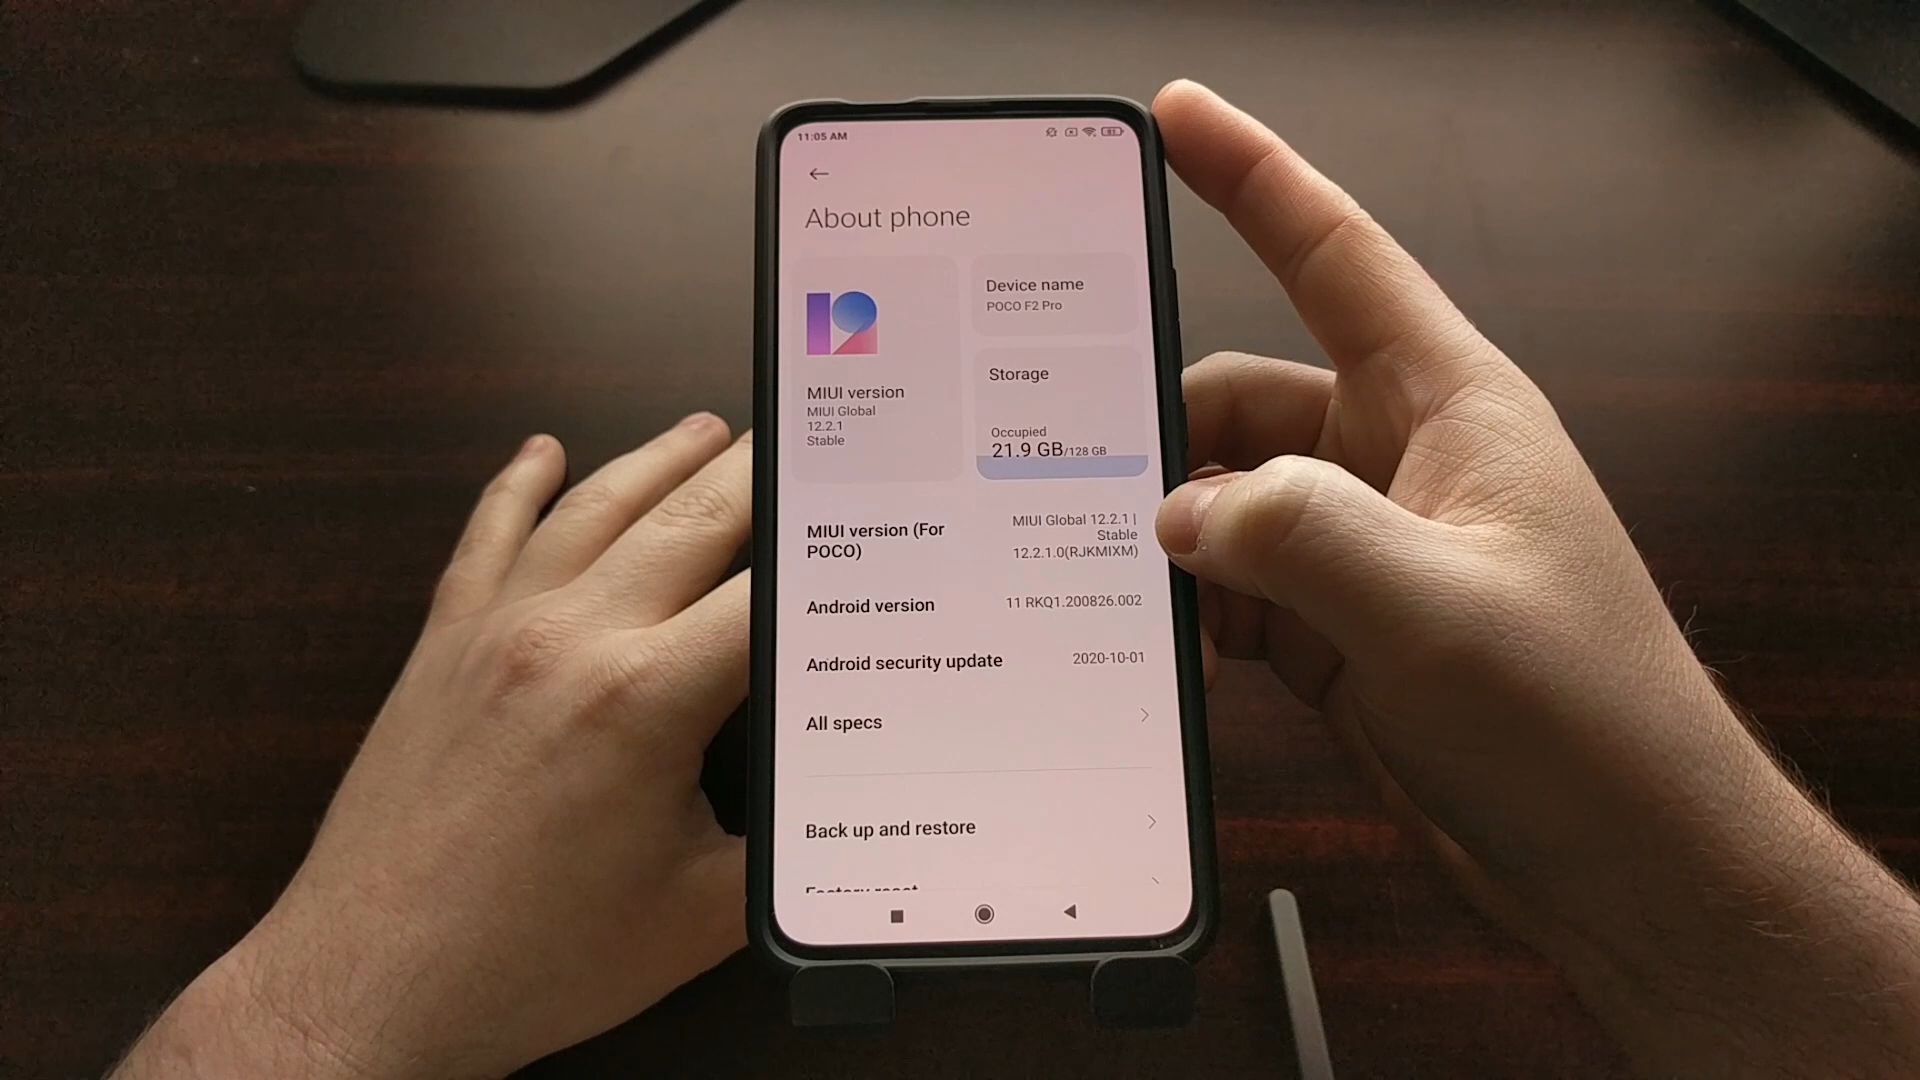 11:05 AM
About phone
12
MIUI version
MIUI Global
12.2.1
Stable
Device name
POCO F2 Pro
Storage
Occupied
21.9 GB/128 GB
MIUI version (For
POCO)
MIUI Global 12.2.1 |
Stable
12.2.1.0(RJKMIXM)
Android version
11 RKQ1.200826.002
Android security update
2020-10-01
All specs
Back up and restore
Factory reset